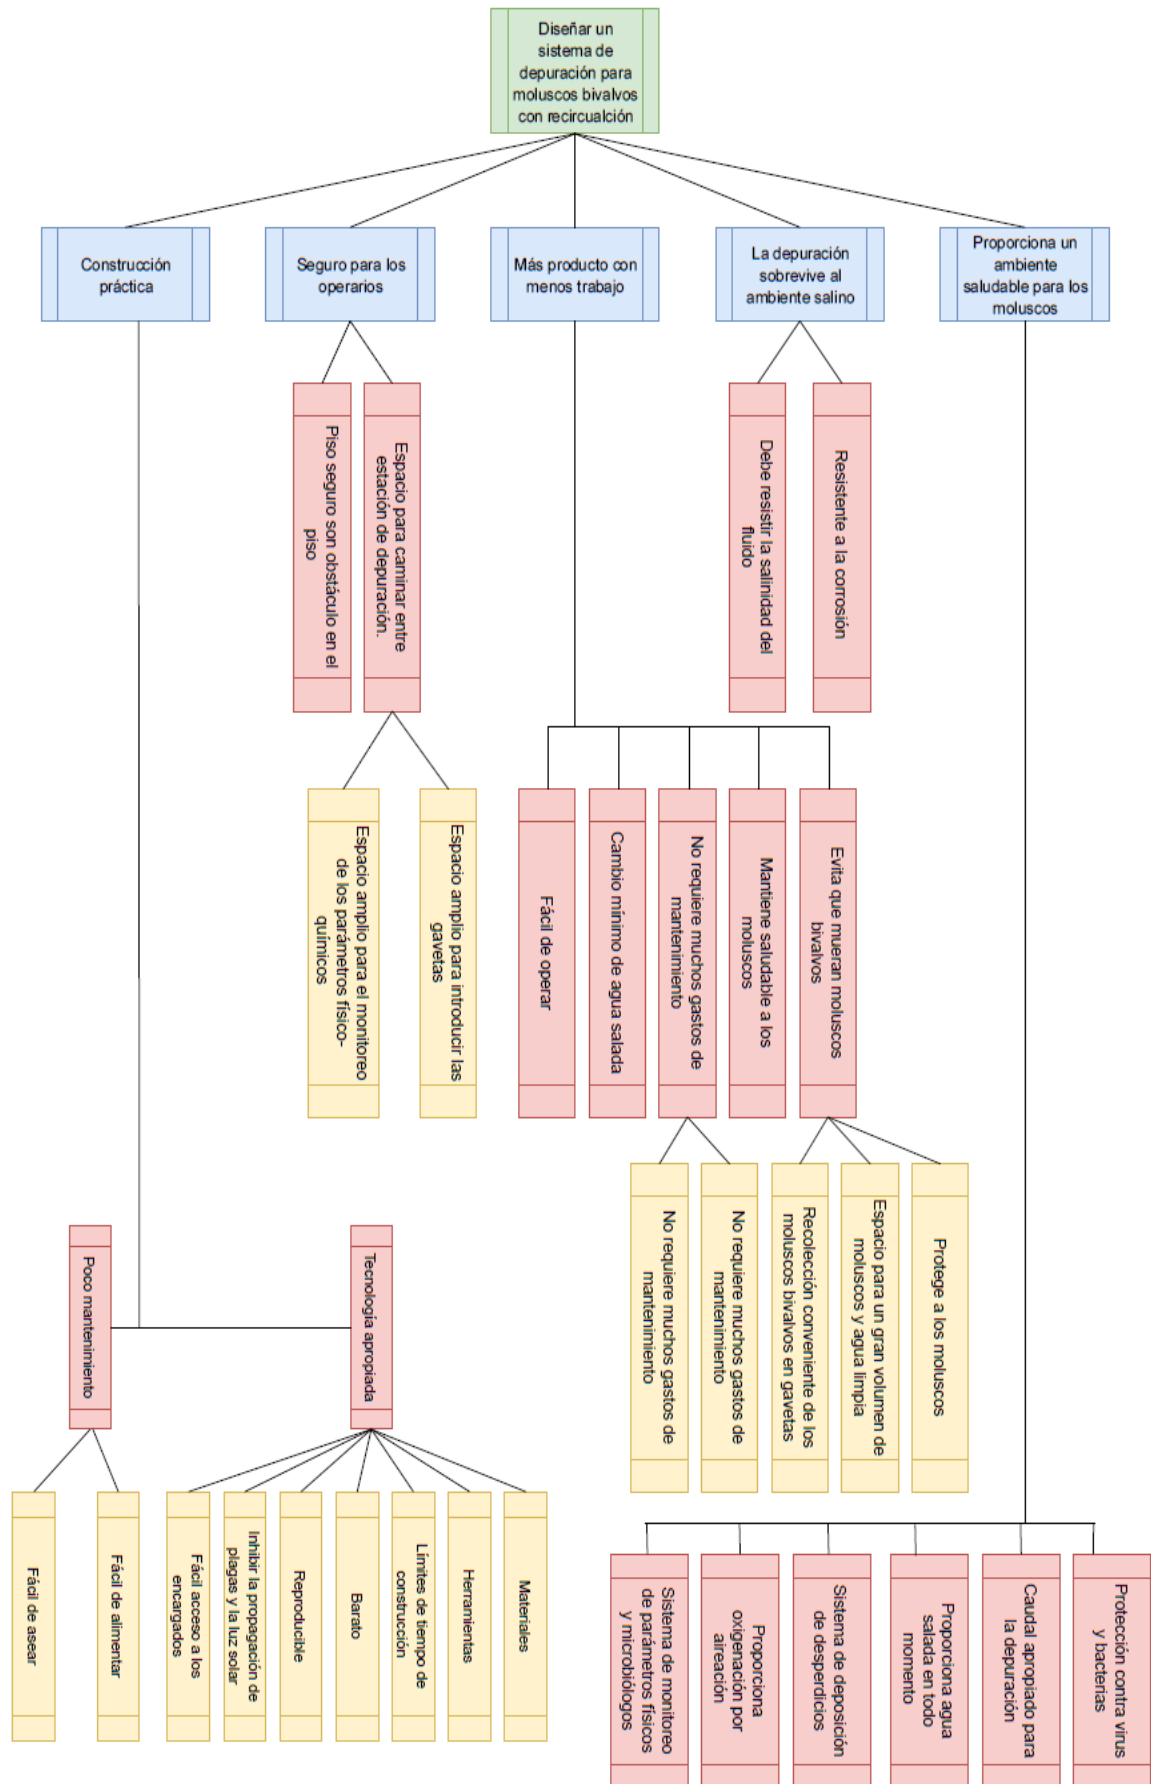 Diseñar un
sistema de
depuración para
moluscos bivalvos
con recircualción
Construcción
práctica
Seguro para los
operarios
Más producto con
menos trabajo
La depuración
sobrevive al
ambiente salino
Proporciona un
ambiente
saludable para los
moluscos
Piso seguro son obstáculo en el
piso
Espacio para caminar entre
estación de depuración.
Debe resistir la salinidad del
fluido
Resistente a la corrosión
Espacio amplio para el monitoreo
de los parámetros físico-
químicos
Espacio amplio para introducir las
gavetas
Fácil de operar
Cambio mínimo de agua salada
No requiere muchos gastos de
mantenimiento
Mantiene saludable a los
moluscos
Evita que mueran moluscos
bivalvos
No requiere muchos gastos de
mantenimiento
No requiere muchos gastos de
mantenimiento
Recolección conveniente de los
moluscos bivalvos en gavetas
Espacio para un gran volumen de
moluscos y agua limpia
Protege a los moluscos
Poco mantenimiento
Tecnología apropiada
Fácil de asear
Fácil de alimentar
Fácil acceso a los
encargados
Inhibir la propagación de
plagas y la luz solar
Reproducible
Barato
Límites de tiempo de
construcción
Herramientas
Materiales
Sistema de monitoreo
de parámetros físicos
y microbiólogos
Proporciona
oxigenación por
aireación
Sistema de deposición
de desperdicios
Proporciona agua
salada en todo
momento
Caudal apropiado para
la depuración
Protección contra virus
y bacterias